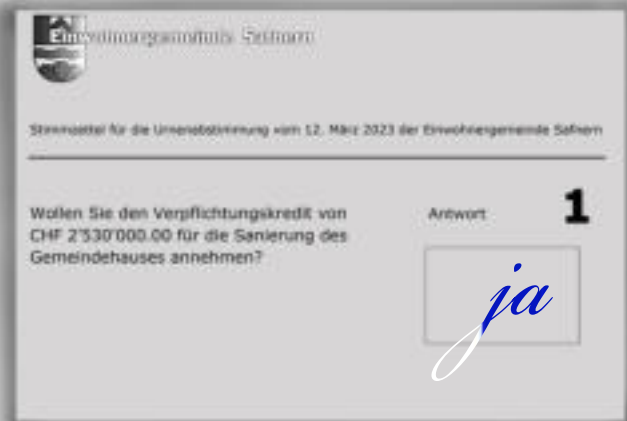 Einwohnergemeinde Safnern
Stimmzettel für die Urnenabstimmung vom 12. März 2023 der Einwohnergemeinde Safnern
Wollen Sie den Verpflichtungskredit von
CHF 2'530'000.00 für die Sanierung des
Gemeindehauses annehmen?
Antwort
1
ja